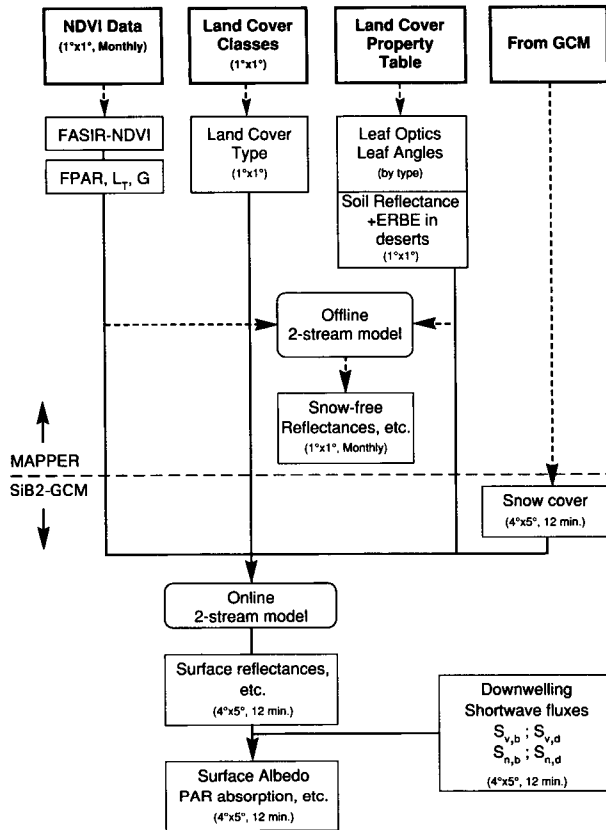 NDVI Data
(1°x1°, Monthly)
Land Cover
Classes
(1°x1°)
Land Cover
Property
Table
From GCM
FASIR-NDVI
FPAR, L_T, G
Land Cover
Type
(1°x1°)
Leaf Optics
Leaf Angles
(by type)
Soil Reflectance
+ERBE in
deserts
(1°x1°)
Offline
2-stream model
Snow-free
Reflectances, etc.
(1°x1°, Monthly)
MAPPER
SiB2-GCM
Snow cover
(4°x5°, 12 min.)
Online
2-stream model
Surface reflectances,
etc.
(4°x5°, 12 min.)
Downwelling
Shortwave fluxes
S_v,b ; S_v,d
S_n,b ; S_n,d
(4°x5°, 12 min.)
Surface Albedo
PAR absorption, etc.
(4°x5°, 12 min.)